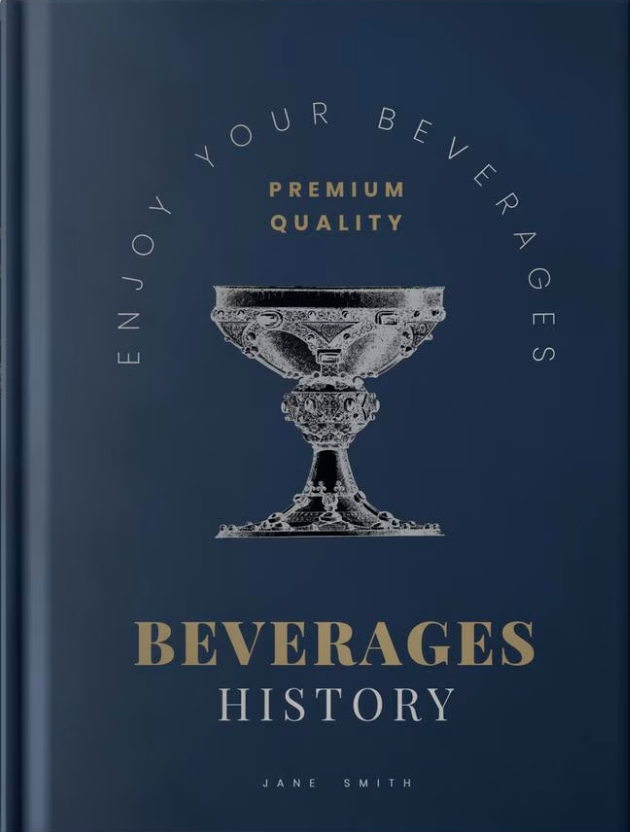 ENJOY YOUR BEVERAGES
PREMIUM
QUALITY
BEVERAGES
HISTORY
JANE SMITH